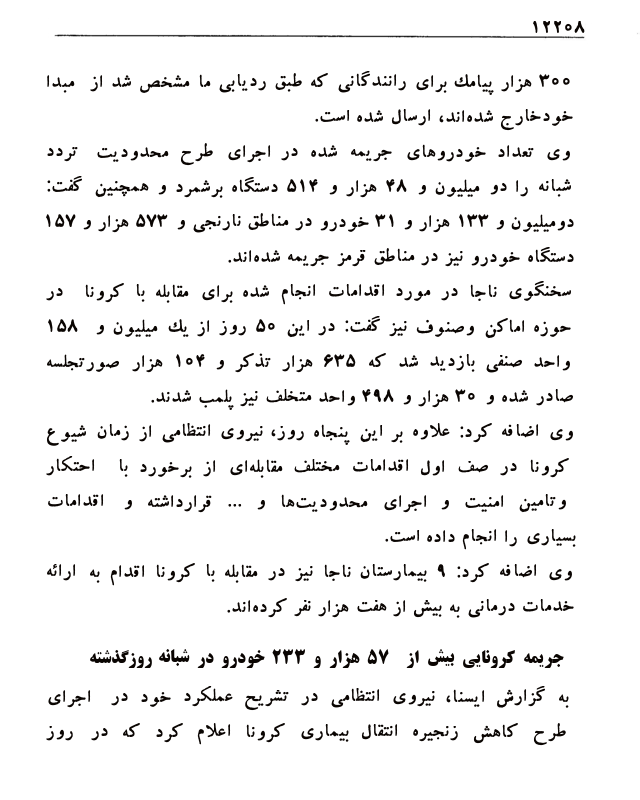 ۱۲۲۰۸
۳۰۰ هزار پیامك برای رانندگانی که طبق ردیابی ما مشخص شد از مبدا
خودخارج شده‌اند، ارسال شده است.
وی تعداد خودروهای جریمه شده در اجرای طرح محدودیت تردد
شبانه را دو میلیون و ۴۸ هزار و ۵۱۴ دستگاه برشمرد و همچنین گفت:
دومیلیون و ۱۳۳ هزار و ۳۱ خودرو در مناطق نارنجی و ۵۷۳ هزار و ۱۵۷
دستگاه خودرو نیز در مناطق قرمز جریمه شده‌اند.
سخنگوی ناجا در مورد اقدامات انجام شده برای مقابله با کرونا در
حوزه اماکن وصنوف نیز گفت: در این ۵۰ روز از یك میلیون و ۱۵۸
واحد صنفی بازدید شد که ۶۳۵ هزار تذکر و ۱۰۴ هزار صورتجلسه
صادر شده و ۳۰ هزار و ۴۹۸ واحد متخلف نیز پلمب شدند.
وی اضافه کرد: علاوه بر این پنجاه روز، نیروی انتظامی از زمان شیوع
کرونا در صف اول اقدامات مختلف مقابله‌ای از برخورد با احتکار
وتامین امنیت و اجرای محدودیت‌ها و ... قرارداشته و اقدامات
بسیاری را انجام داده است.
وی اضافه کرد: ۹ بیمارستان ناجا نیز در مقابله با کرونا اقدام به ارائه
خدمات درمانی به بیش از هفت هزار نفر کرده‌اند.
جریمه کرونایی بیش از ۵۷ هزار و ۲۳۳ خودرو در شبانه روزگذشته
به گزارش ایسنا، نیروی انتظامی در تشریح عملکرد خود در اجرای
طرح کاهش زنجیره انتقال بیماری کرونا اعلام کرد که در روز